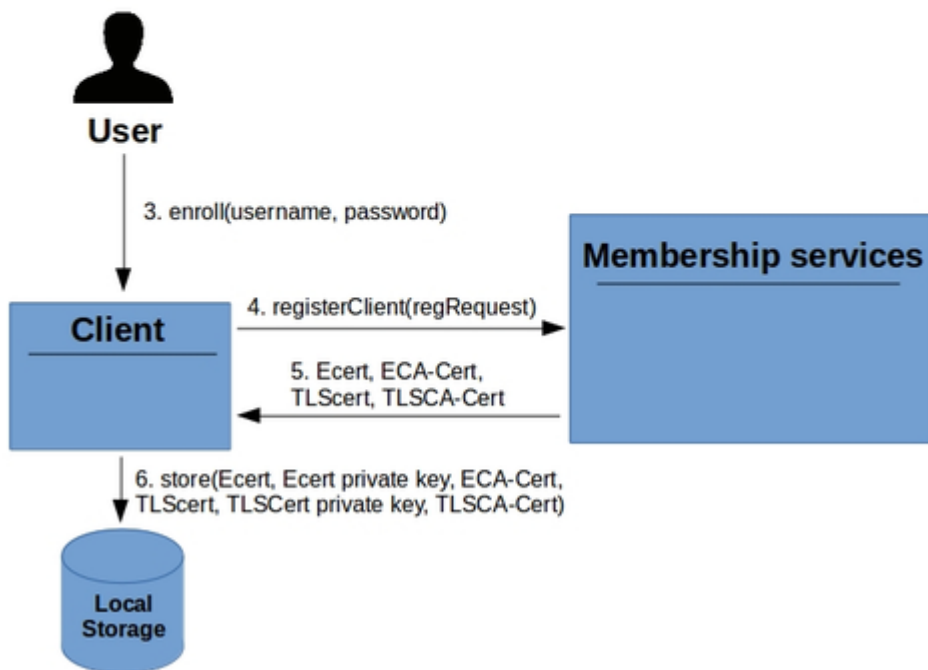 User
3. enroll(username, password)
Membership services
Client
4. registerClient(regRequest)
5. Ecert, ECA-Cert,
TLScert, TLSCA-Cert
6. store(Ecert, Ecert private key, ECA-Cert,
TLScert, TLSCert private key, TLSCA-Cert)
Local
Storage